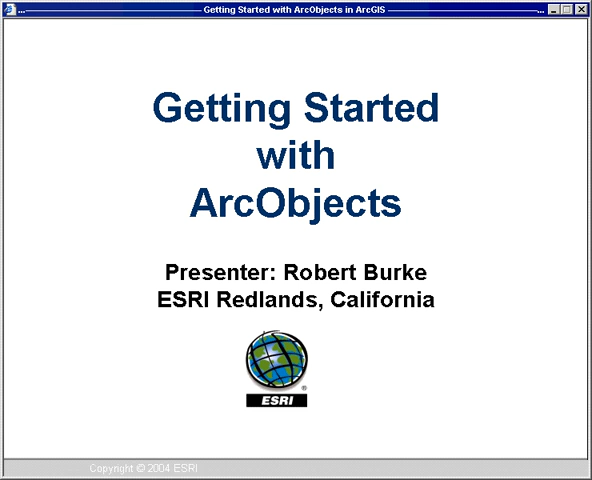 ... Getting Started with ArcObjects in ArcGIS ...
Getting Started
with
ArcObjects
Presenter: Robert Burke
ESRI Redlands, California
®
ESRI
Copyright © 2004 ESRI